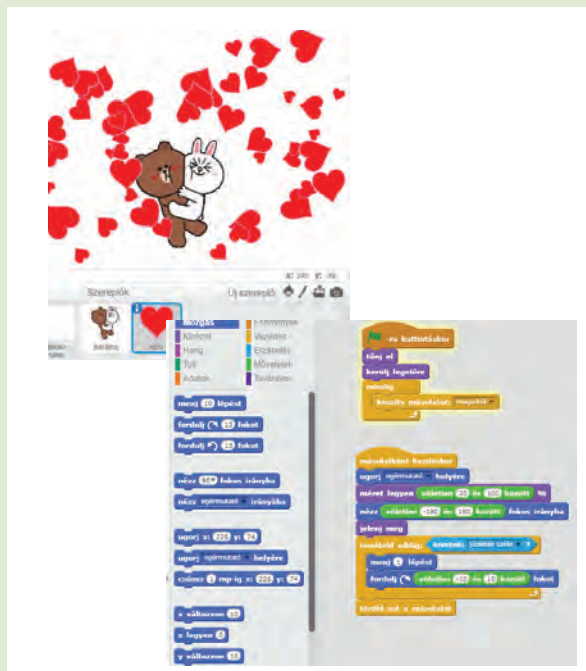 Szereplők
Új szereplő
Mozgás
Kinézet
Hang
Toll
Adatok
Események
Vezérlés
Érzékelés
Műveletek
További
menj 10 lépést
fordulj 15 fokot
fordulj 15 fokot
nézz 90 fokos irányba
nézz egérmutató irányába
ugorj x: 226 y: 74
ugorj egérmutató helyére
csússz 1 mp-ig x: 226 y: 74
x változzon 10
x legyen 0
y változzon 10
-ra kattintáskor
tűnj el
kerülj legelőre
mindig
készíts másolatot: magadról
másolatként kezdéskor
ugorj egérmutató helyére
méret legyen véletlen és 100 között %
nézz véletlen -180 és 180 között fokos irányba
jelenj meg
ismételd eddig: érinted: játéktér széle ?
menj lépést
fordulj véletlen -10 és 10 között fokot
töröld ezt a másolatot